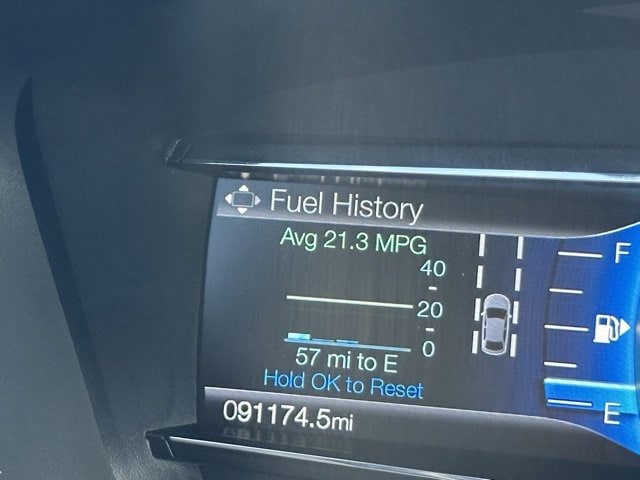 Fuel History
Avg 21.3 MPG
40
20
0
57 mi to E
Hold OK to Reset
091174.5mi
F
E